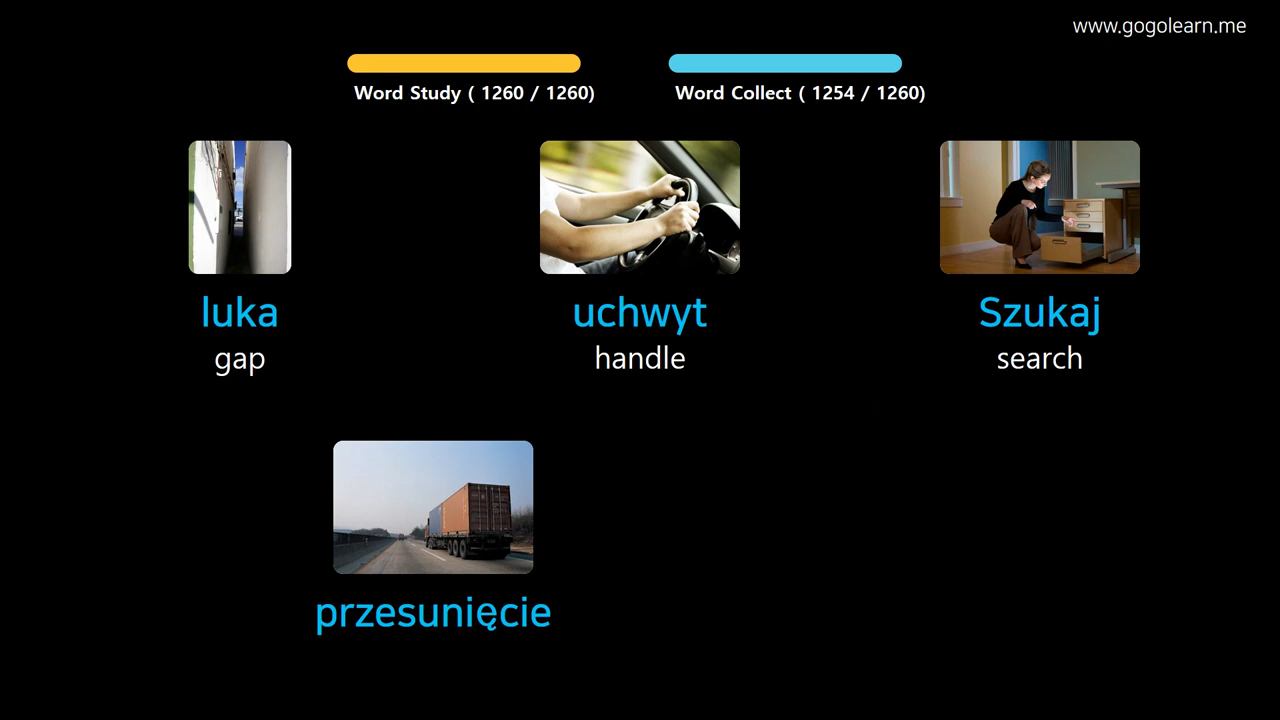 www.gogolearn.me
Word Study ( 1260 / 1260)
Word Collect ( 1254 / 1260)
luka
gap
uchwyt
handle
Szukaj
search
przesunięcie